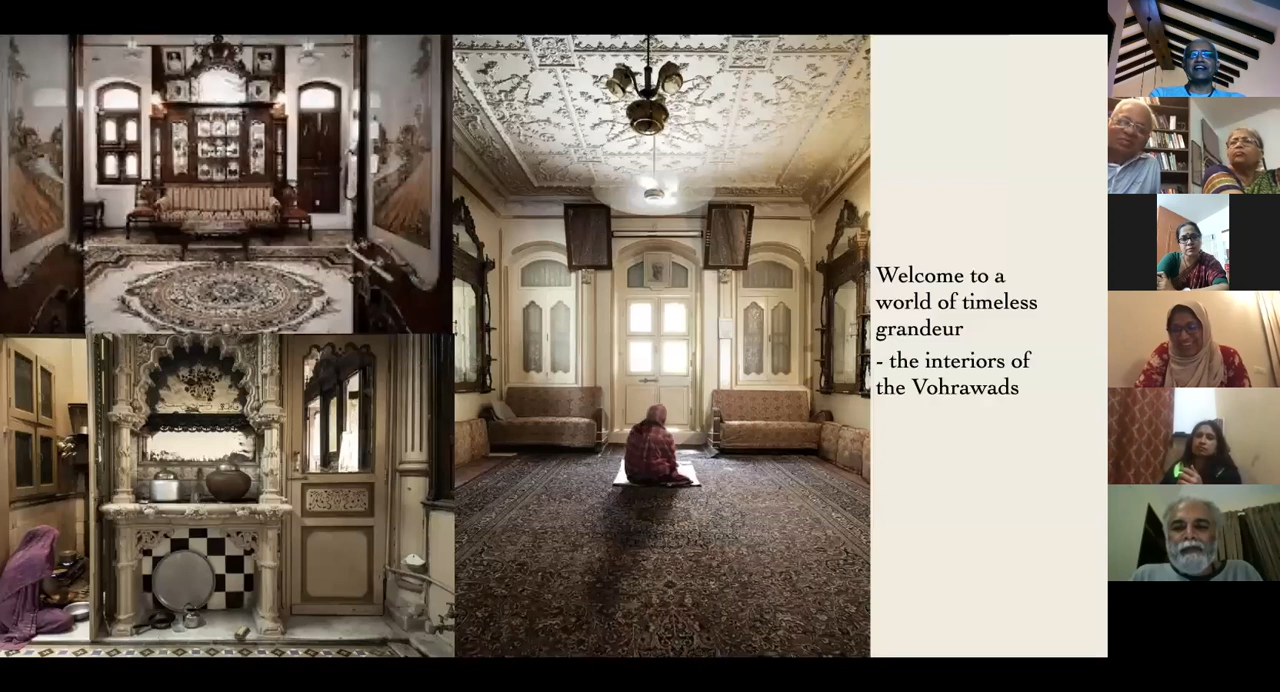 Welcome to a
world of timeless
grandeur
- the interiors of
the Vohrawads